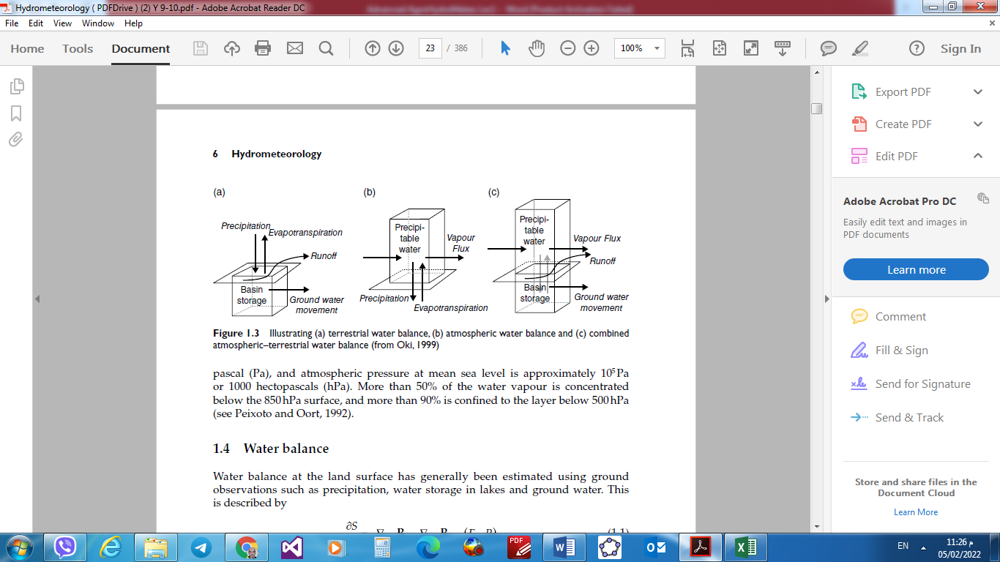 Hydrometeorology ( PDFDrive ) (2) Y 9-10.pdf - Adobe Acrobat Reader DC
File Edit View Window Help
Home Tools Document
23 / 386
100%
Sign In
6 Hydrometeorology
(a)
Precipitation
Evapotranspiration
Runoff
Basin
storage
Ground water
movement
(b)
Precipi-
table
water
Vapour
Flux
Precipitation
Evapotranspiration
(c)
Precipi-
table
water
Vapour Flux
Runoff
Basin
storage
Ground water
movement
Figure 1.3 Illustrating (a) terrestrial water balance, (b) atmospheric water balance and (c) combined
atmospheric–terrestrial water balance (from Oki, 1999)
pascal (Pa), and atmospheric pressure at mean sea level is approximately 10⁵ Pa
or 1000 hectopascals (hPa). More than 50% of the water vapour is concentrated
below the 850 hPa surface, and more than 90% is confined to the layer below 500 hPa
(see Peixoto and Oort, 1992).
1.4 Water balance
Water balance at the land surface has generally been estimated using ground
observations such as precipitation, water storage in lakes and ground water. This
is described by
∂S
Export PDF
Create PDF
Edit PDF
Adobe Acrobat Pro DC
Easily edit text and images in
PDF documents
Learn more
Comment
Fill & Sign
Send for Signature
Send & Track
Store and share files in the
Document Cloud
Learn More
PDF
EN
11:26 م
05/02/2022